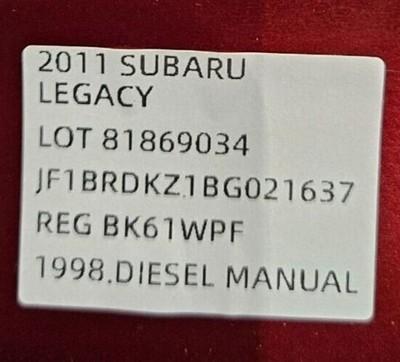 2011 SUBARU
LEGACY
LOT 81869034
JF1BRDKZ1BG021637
REG BK61WPF
1998.DIESEL MANUAL